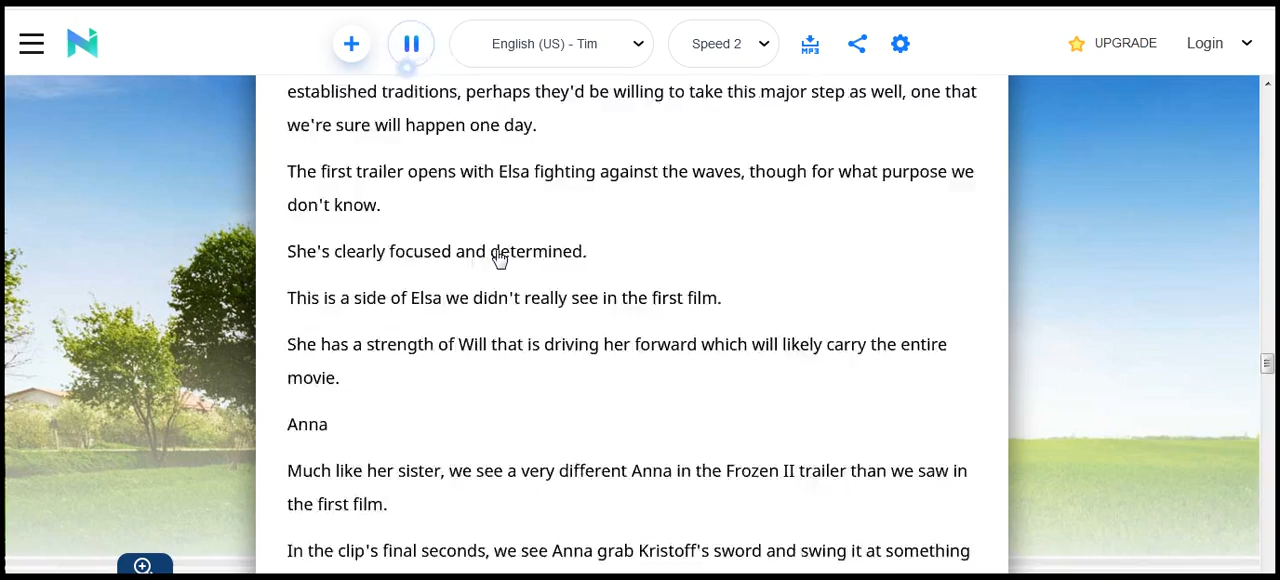 English (US) - Tim
Speed 2
MP3
UPGRADE
Login
established traditions, perhaps they'd be willing to take this major step as well, one that
we're sure will happen one day.
The first trailer opens with Elsa fighting against the waves, though for what purpose we
don't know.
She's clearly focused and determined.
This is a side of Elsa we didn't really see in the first film.
She has a strength of Will that is driving her forward which will likely carry the entire
movie.
Anna
Much like her sister, we see a very different Anna in the Frozen II trailer than we saw in
the first film.
In the clip's final seconds, we see Anna grab Kristoff's sword and swing it at something